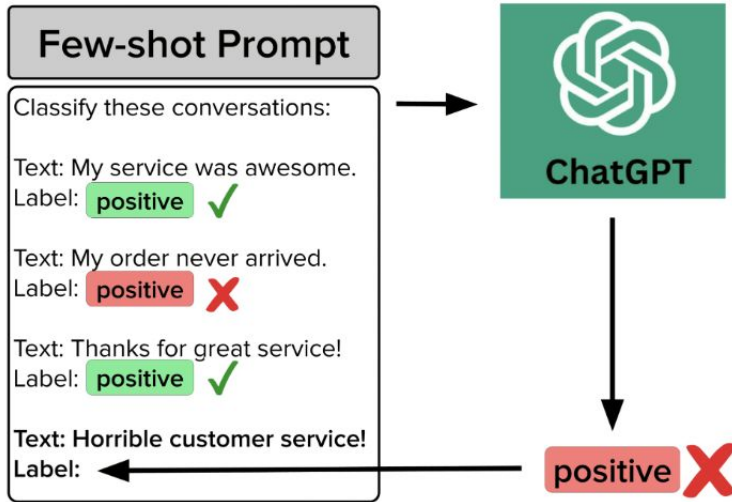 Few-shot Prompt
Classify these conversations:
Text: My service was awesome.
Label: positive
Text: My order never arrived.
Label: positive
Text: Thanks for great service!
Label: positive
Text: Horrible customer service!
Label:
ChatGPT
positive